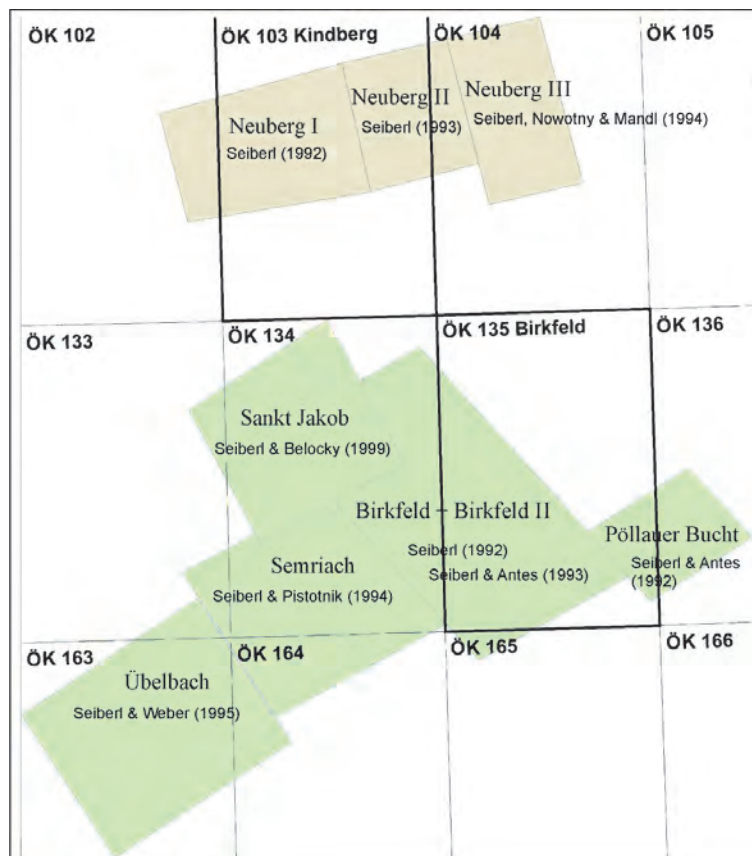 ÖK 102
ÖK 103 Kindberg
ÖK 104
ÖK 105
Neuberg I
Seiberl (1992)
Neuberg II
Seiberl (1993)
Neuberg III
Seiberl, Nowotny & Mandl (1994)
ÖK 133
ÖK 134
ÖK 135 Birkfeld
ÖK 136
Sankt Jakob
Seiberl & Belocky (1999)
Birkfeld + Birkfeld II
Seiberl (1992)
Seiberl & Antes (1993)
Pöllauer Bucht
Seiberl & Antes
(1992)
Semriach
Seiberl & Pistotnik (1994)
ÖK 163
ÖK 164
ÖK 165
ÖK 166
Übelbach
Seiberl & Weber (1995)